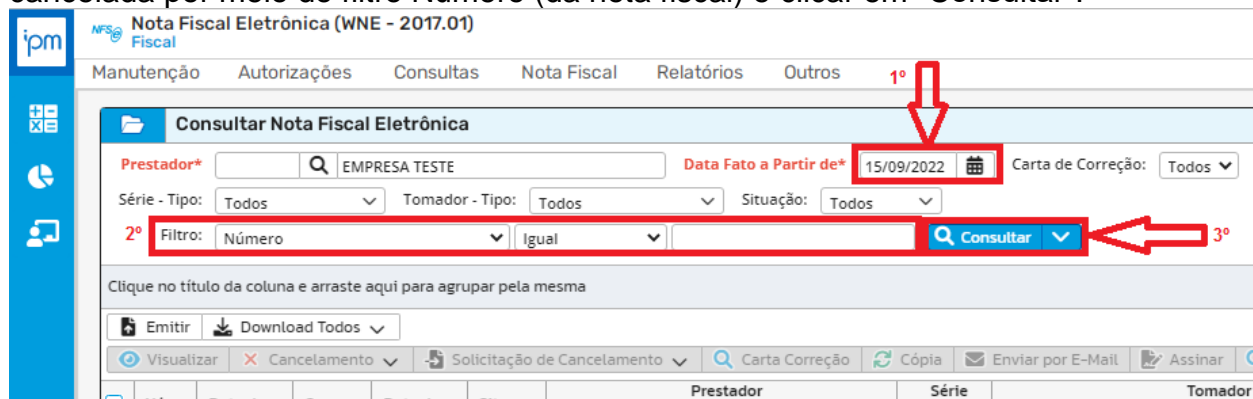 cancelada por meio do filtro Número (da nota fiscal) e clicar em "Consultar".
ipm NFS@ Nota Fiscal Eletrônica (WNE - 2017.01)
Fiscal
Manutenção Autorizações Consultas Nota Fiscal Relatórios Outros 1º
Consultar Nota Fiscal Eletrônica
Prestador* EMPRESA TESTE Data Fato a Partir de* 15/09/2022 Carta de Correção: Todos
Série - Tipo: Todos Tomador - Tipo: Todos Situação: Todos
2º Filtro: Número Igual Consultar 3º
Clique no título da coluna e arraste aqui para agrupar pela mesma
Emitir Download Todos
Visualizar Cancelamento Solicitação de Cancelamento Carta Correção Cópia Enviar por E-Mail Assinar
Prestador Série Tomador